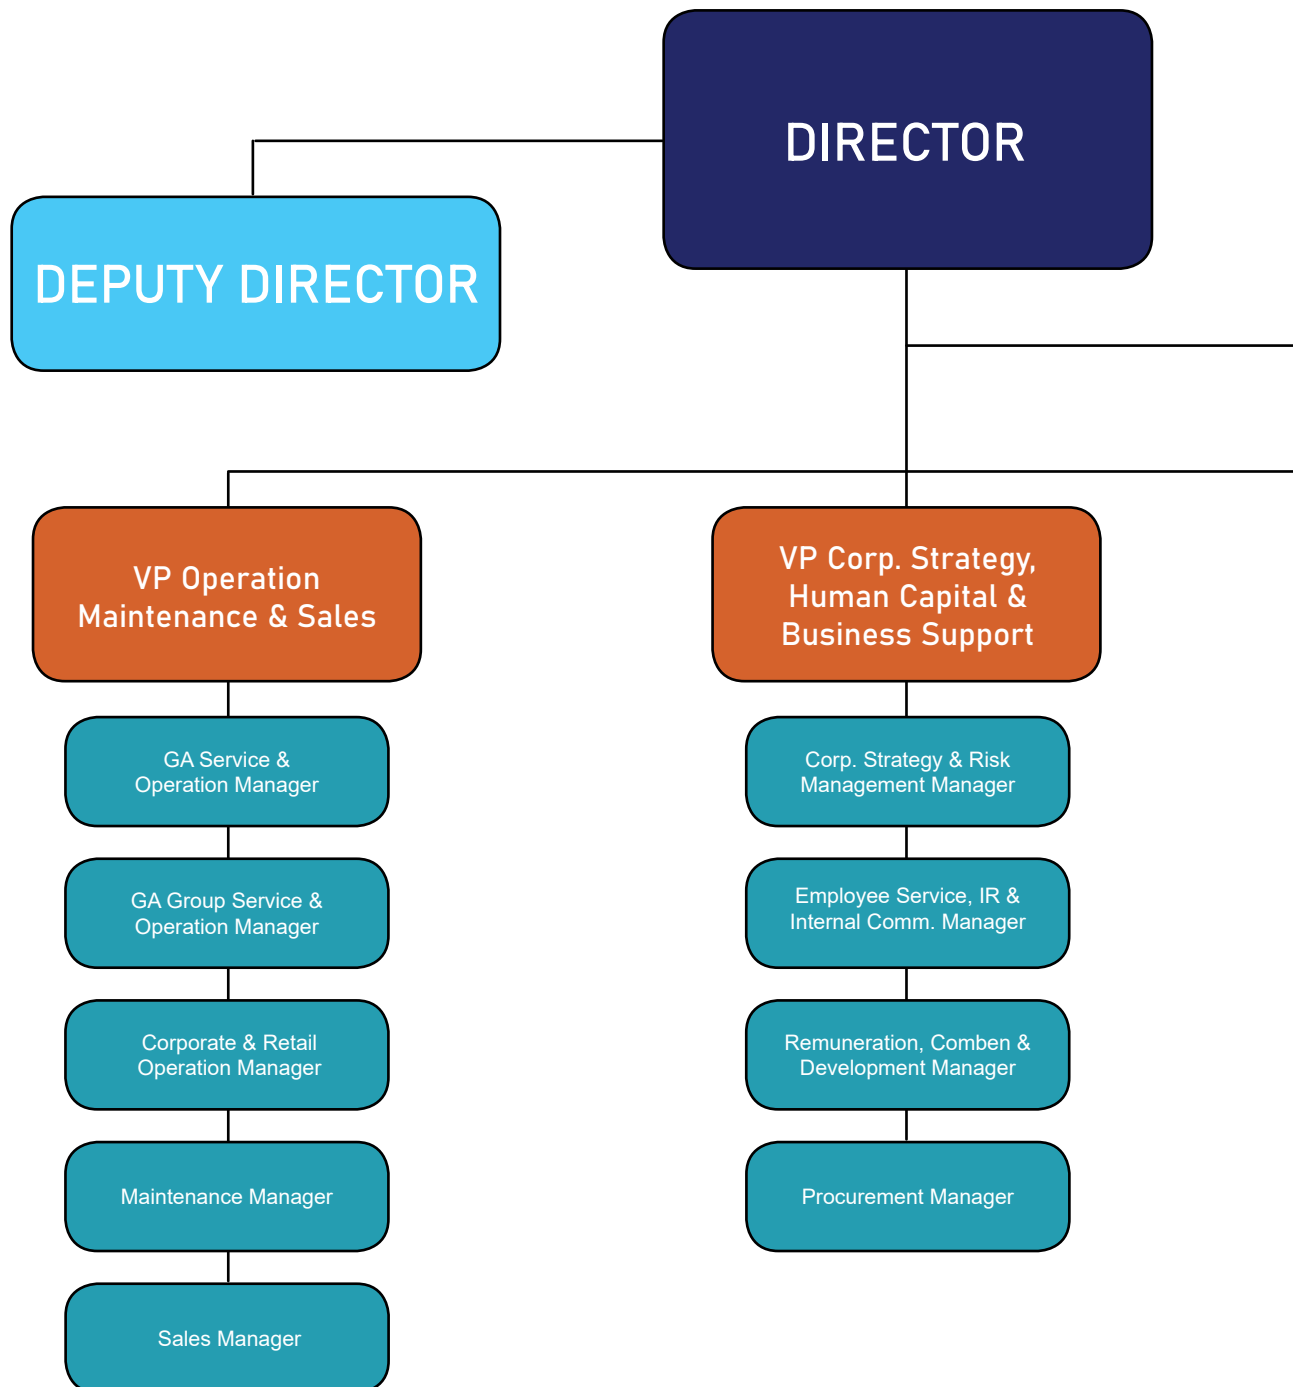 DIRECTOR
DEPUTY DIRECTOR
VP Operation
Maintenance & Sales
GA Service &
Operation Manager
GA Group Service &
Operation Manager
Corporate & Retail
Operation Manager
Maintenance Manager
Sales Manager
VP Corp. Strategy,
Human Capital &
Business Support
Corp. Strategy & Risk
Management Manager
Employee Service, IR &
Internal Comm. Manager
Remuneration, Comben &
Development Manager
Procurement Manager